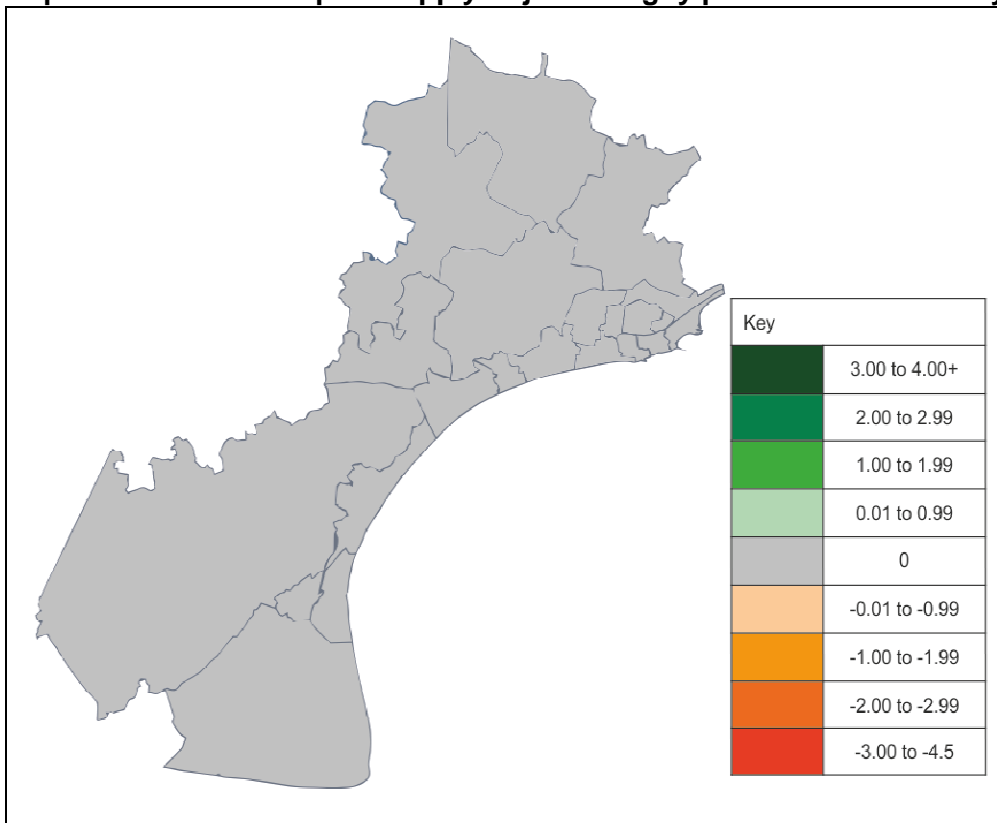 Key
3.00 to 4.00+
2.00 to 2.99
1.00 to 1.99
0.01 to 0.99
0
-0.01 to -0.99
-1.00 to -1.99
-2.00 to -2.99
-3.00 to -4.5